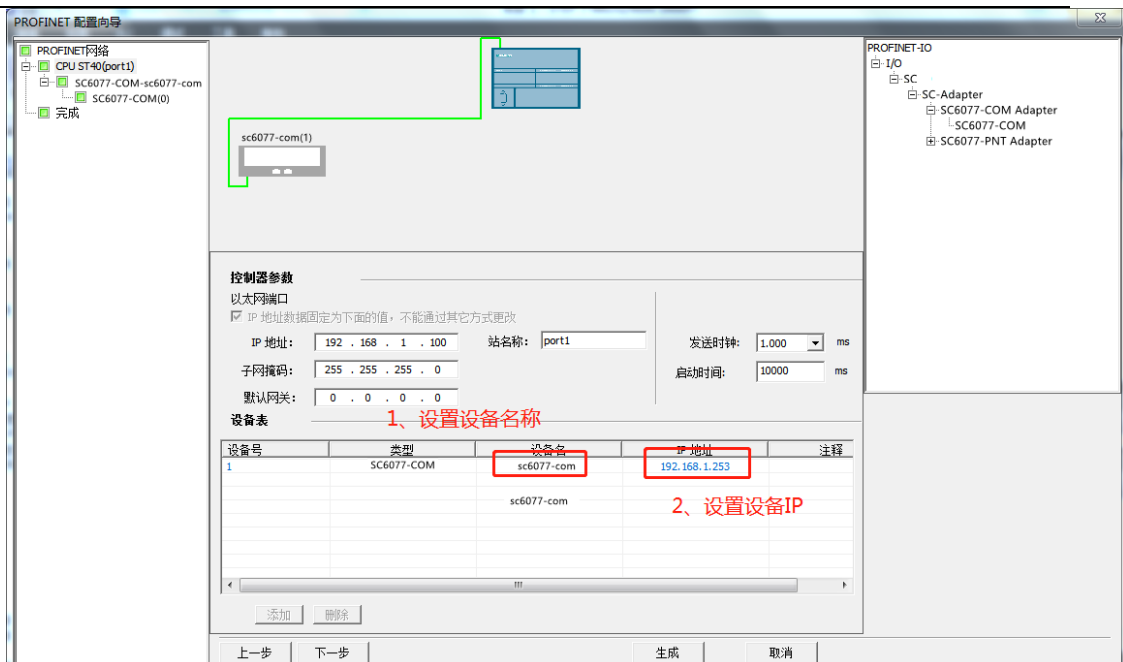 PROFINET 配置向导
PROFINET网络
CPU ST40(port1)
SC6077-COM-sc6077-com
SC6077-COM(0)
完成
sc6077-com(1)
PROFINET-IO
I/O
SC
SC-Adapter
SC6077-COM Adapter
SC6077-COM
SC6077-PNT Adapter
控制器参数
以太网端口
IP 地址数据固定为下面的值，不能通过其它方式更改
IP 地址： 192 . 168 . 1 . 100 站名称： port1 发送时钟： 1.000 ms
子网掩码： 255 . 255 . 255 . 0 启动时间: 10000 ms
默认网关： 0 . 0 . 0 . 0
设备表
1、设置设备名称
设备号 类型 设备名 IP 地址 注释
1 SC6077-COM sc6077-com 192.168.1.253
sc6077-com
2、设置设备IP
添加 删除
上一步 下一步 生成 取消